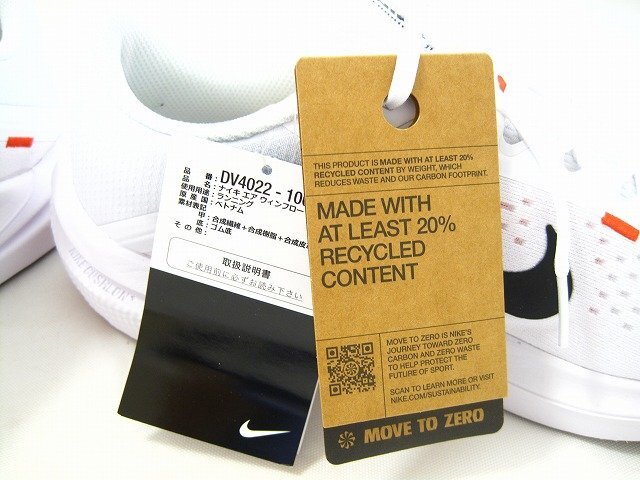 品 番: DV4022-10
品 名: ナイキ エア ウィンフロー
使用用途: ランニング
原産国: ベトナム
素材表記
甲: 合成繊維+合成樹脂+合成皮
底: ゴム底
その他:
取扱説明書
ご使用前に必ずお読み下さい
THIS PRODUCT IS MADE WITH AT LEAST 20%
RECYCLED CONTENT BY WEIGHT, WHICH
REDUCES WASTE AND OUR CARBON FOOTPRINT.
MADE WITH
AT LEAST 20%
RECYCLED
CONTENT
MOVE TO ZERO IS NIKE'S
JOURNEY TOWARD ZERO
CARBON AND ZERO WASTE
TO HELP PROTECT THE
FUTURE OF SPORT.
SCAN TO LEARN MORE OR VISIT
NIKE.COM/SUSTAINABILITY.
MOVE TO ZERO